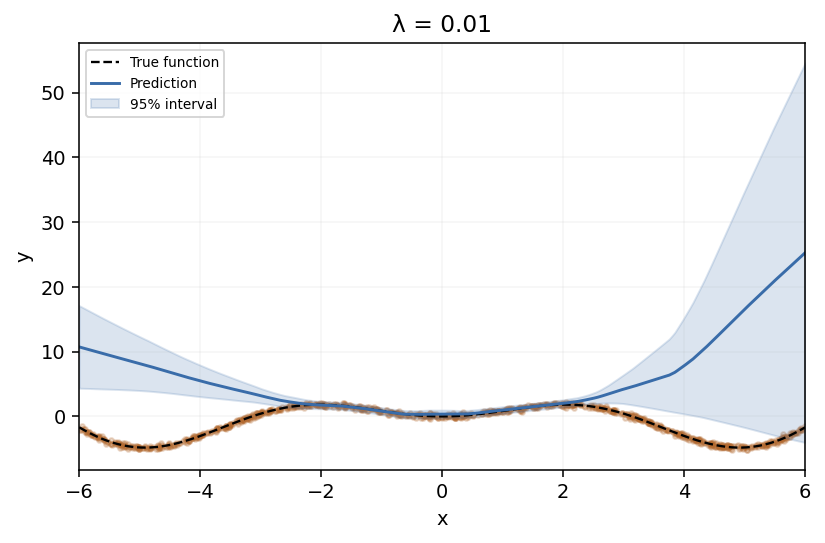 λ = 0.01
True function
Prediction
95% interval
50
40
30
20
10
0
y
−6 −4 −2 0 2 4 6
x